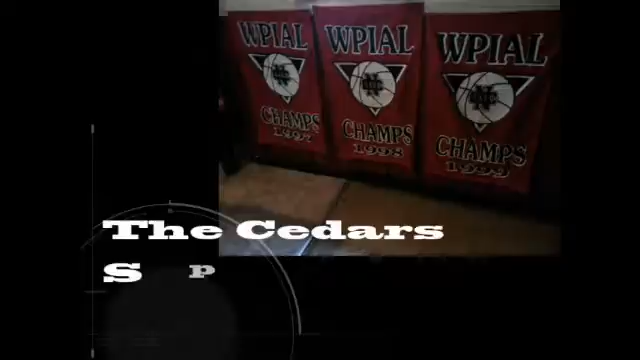 WPIAL
CHAMPS
1997
WPIAL
N
CHAMPS
1998
WPIAL
CHAMPS
1999
The Cedars
S P